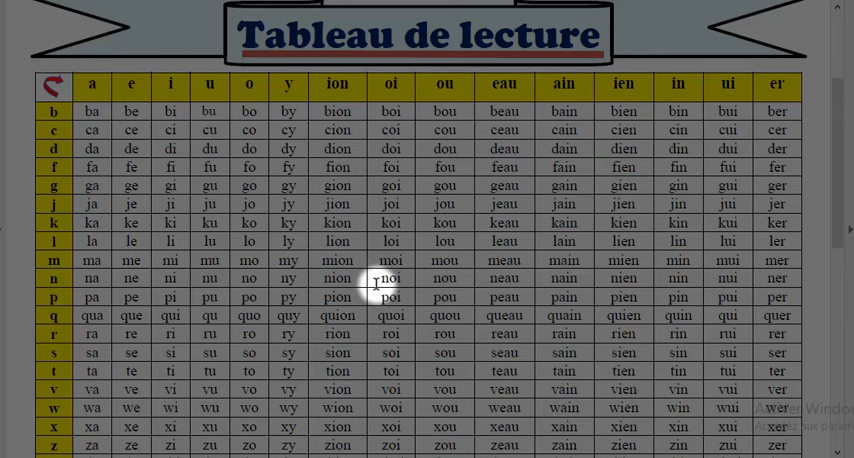 Tableau de lecture
a e i u o y ion oi ou eau ain ien in ui er
b ba be bi bu bo by bion boi bou beau bain bien bin bui ber
c ca ce ci cu co cy cion coi cou ceau cain cien cin cui cer
d da de di du do dy dion doi dou deau dain dien din dui der
f fa fe fi fu fo fy fion foi fou feau fain fien fin fui fer
g ga ge gi gu go gy gion goi gou geau gain gien gin gui ger
j ja je ji ju jo jy jion joi jou jeau jain jien jin jui jer
k ka ke ki ku ko ky kion koi kou keau kain kien kin kui ker
l la le li lu lo ly lion loi lou leau lain lien lin lui ler
m ma me mi mu mo my mion moi mou meau main mien min mui mer
n na ne ni nu no ny nion noi nou neau nain nien nin nui ner
p pa pe pi pu po py pion poi pou peau pain pien pin pui per
q qua que qui qu quo quy quion quoi quou queau quain quien quin qui quer
r ra re ri ru ro ry rion roi rou reau rain rien rin rui rer
s sa se si su so sy sion soi sou seau sain sien sin sui ser
t ta te ti tu to ty tion toi tou teau tain tien tin tui ter
v va ve vi vu vo vy vion voi vou veau vain vien vin vui ver
w wa we wi wu wo wy wion woi wou weau wain wien win wui wer
x xa xe xi xu xo xy xion xoi xou xeau xain xien xin xui xer
z za ze zi zu zo zy zion zoi zou zeau zain zien zin zui zer
Activer Window
Accédez aux param